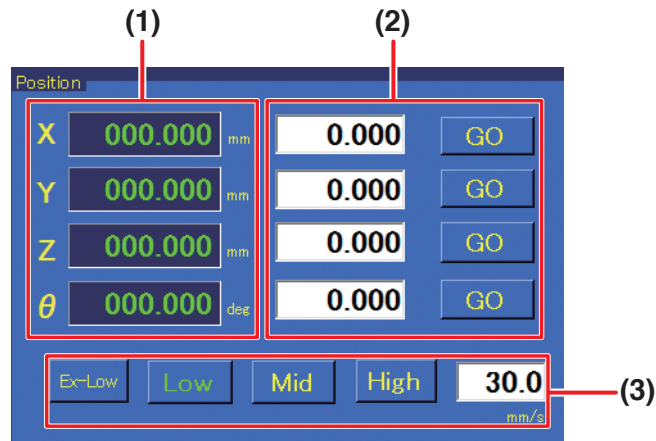 (1) (2)
Position
X 000.000 mm 0.000 GO
Y 000.000 mm 0.000 GO
Z 000.000 mm 0.000 GO
θ 000.000 deg 0.000 GO
Ex-Low Low Mid High 30.0 (3)
mm/s